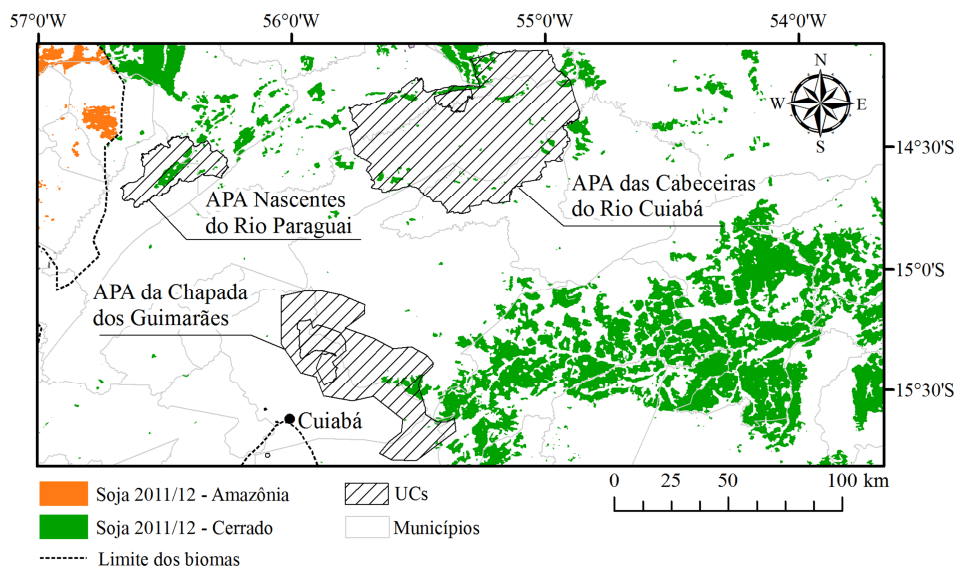 57°0'W
56°0'W
55°0'W
54°0'W
N
W
E
S
14°30'S
APA Nascentes
do Rio Paraguai
APA das Cabeceiras
do Rio Cuiabá
15°0'S
APA da Chapada
dos Guimarães
15°30'S
Cuiabá
Soja 2011/12 - Amazônia
UCs
0 25 50 100 km
Soja 2011/12 - Cerrado
Municípios
Limite dos biomas